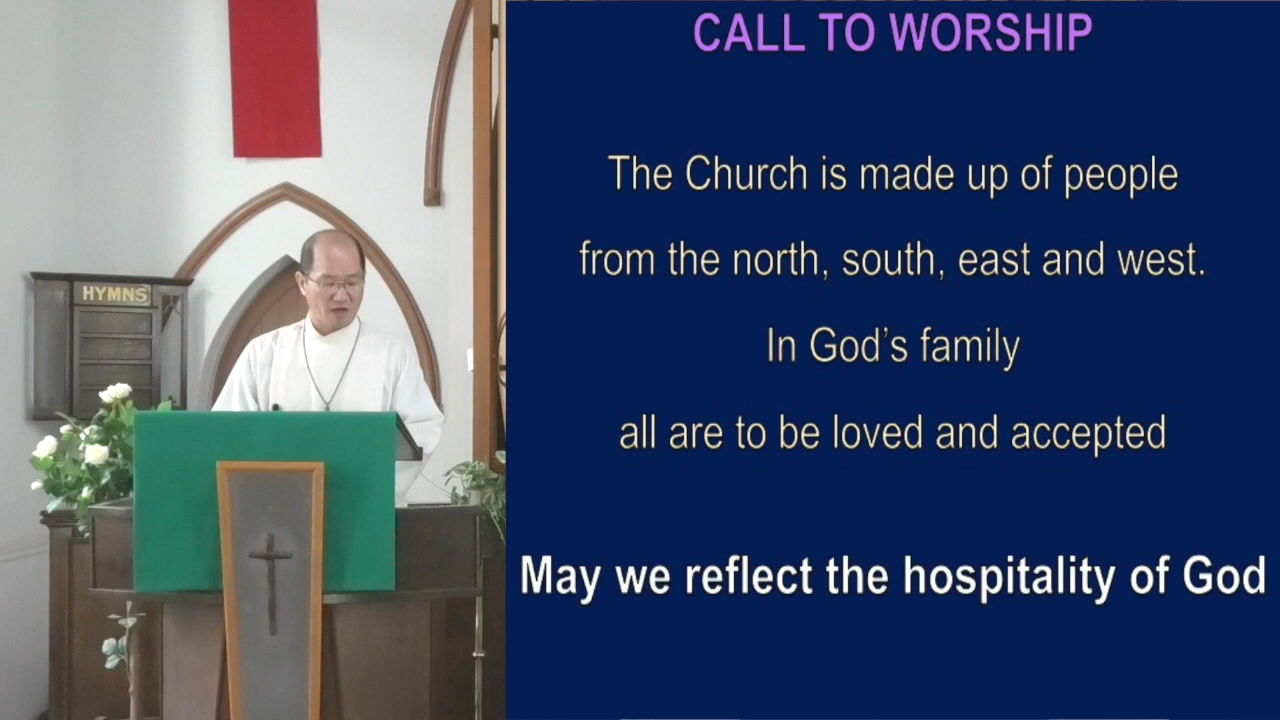 HYMNS
CALL TO WORSHIP
The Church is made up of people
from the north, south, east and west.
In God's family
all are to be loved and accepted
May we reflect the hospitality of God